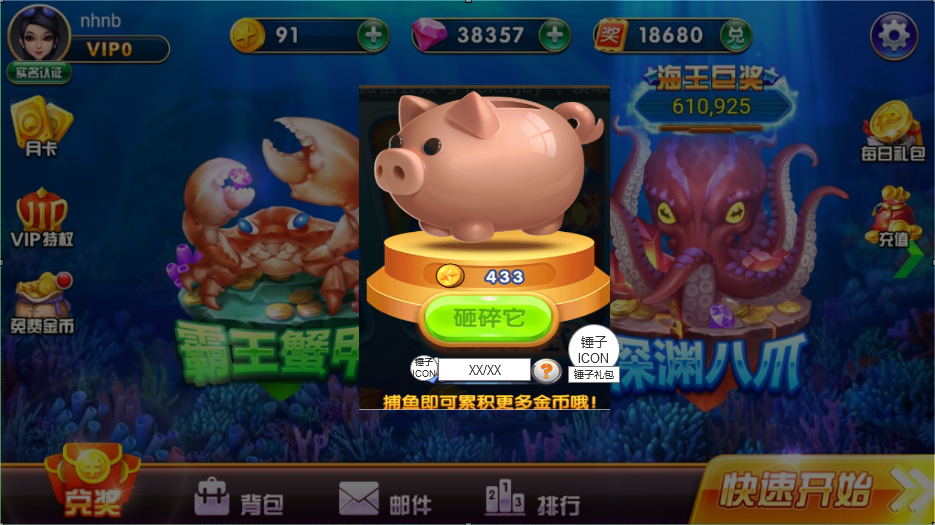 nhnb
VIP0
实名认证
91
38357
奖
18680
兑
海王巨奖
610,925
月卡
每日礼包
VIP
VIP特权
充值
免费金币
433
砸碎它
锤子
ICON
锤子
ICON
XX/XX
?
锤子礼包
捕鱼即可累积更多金币哦!
霸王蟹
深渊八爪
兑奖
背包
邮件
2 1 3
排行
快速开始